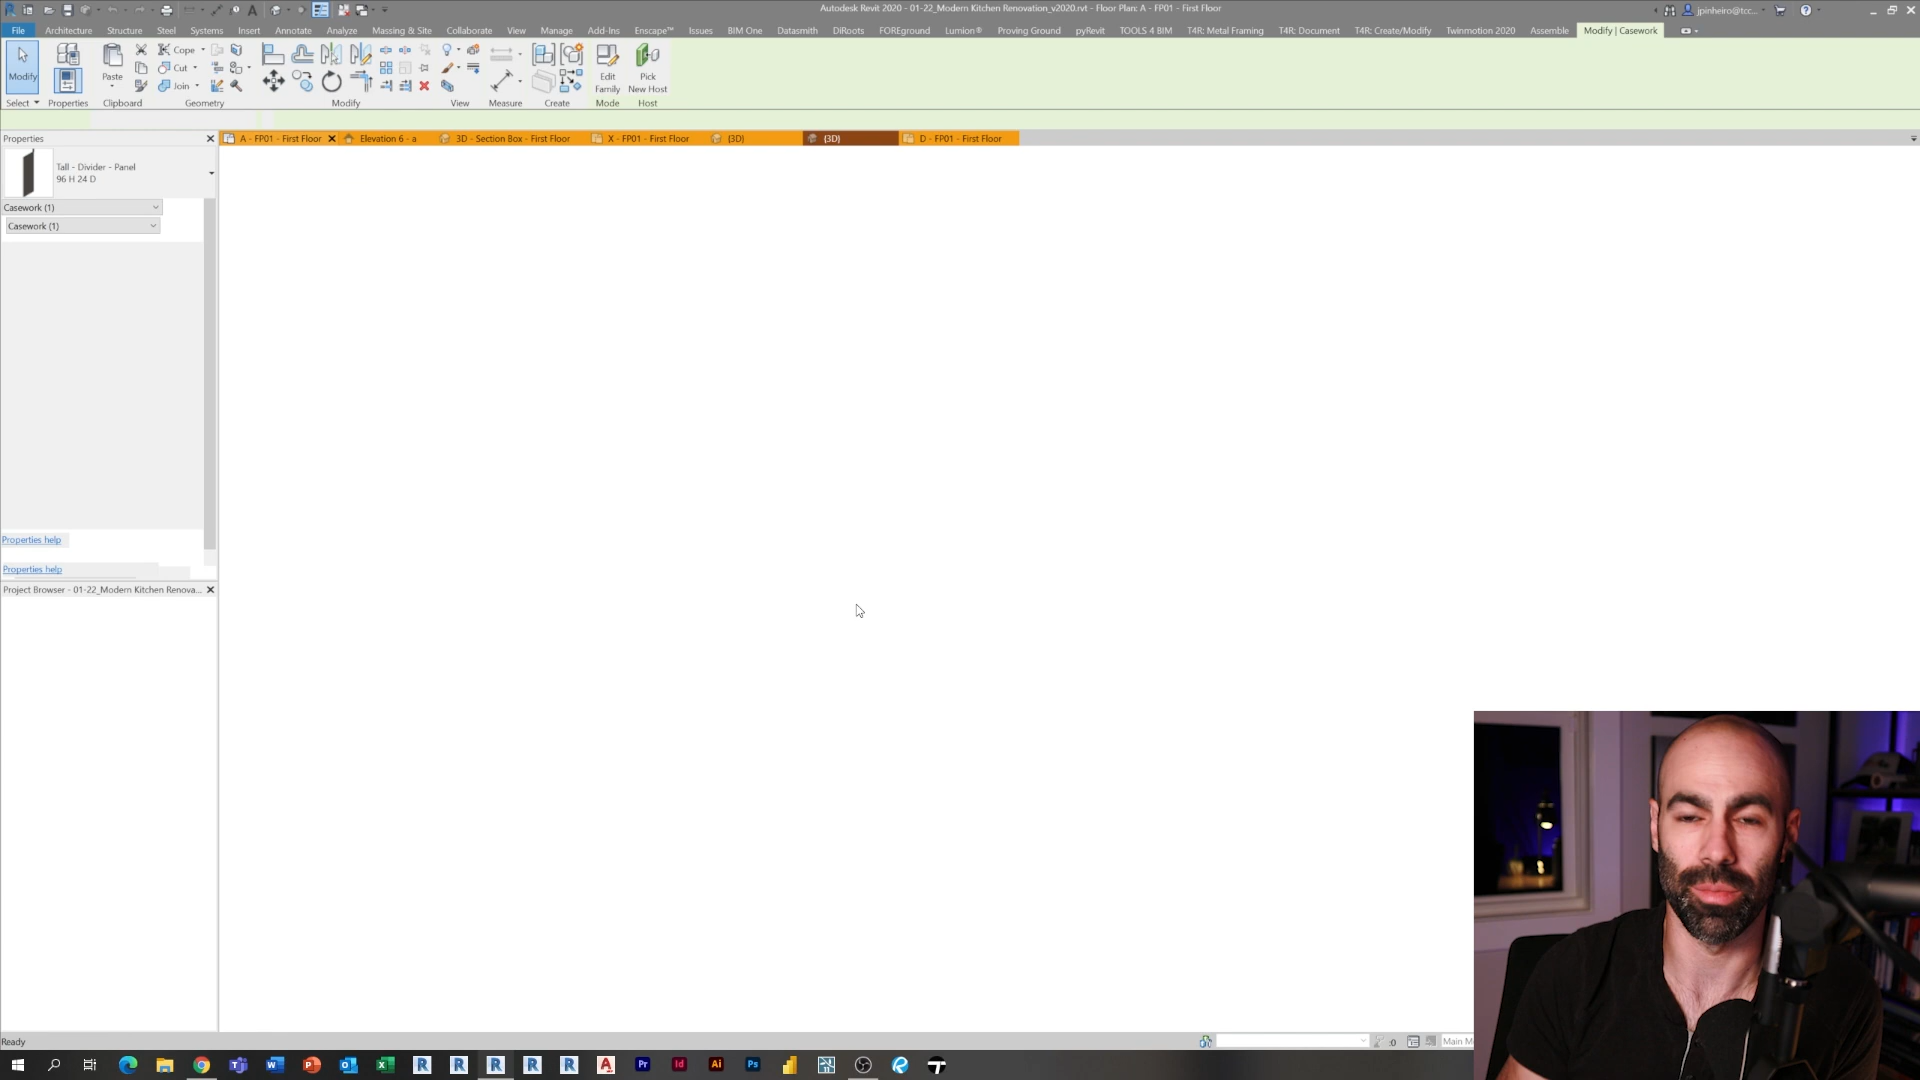 Autodesk Revit 2020 - 01-22_Modern Kitchen Renovation_v2020.rvt - Floor Plan: A - FP01 - First Floor
jpinheiro@tcc...
File Architecture Structure Steel Systems Insert Annotate Analyze Massing & Site Collaborate View Manage Add-Ins Enscape™ Issues BIM One Datasmith DiRoots FOREground Lumion® Proving Ground pyRevit TOOLS 4 BIM T4R: Metal Framing T4R: Document T4R: Create/Modify Twinmotion 2020 Assemble Modify | Casework
Cope
Cut
Join
Modify
Paste
Edit Family
Pick New Host
Select Properties Clipboard Geometry Modify View Measure Create Mode Host
Properties
A - FP01 - First Floor
Elevation 6 - a
3D - Section Box - First Floor
X - FP01 - First Floor
{3D}
{3D}
D - FP01 - First Floor
Tall - Divider - Panel
96 H 24 D
Casework (1)
Casework (1)
Properties help
Properties help
Project Browser - 01-22_Modern Kitchen Renova...
Ready
:0
Main M